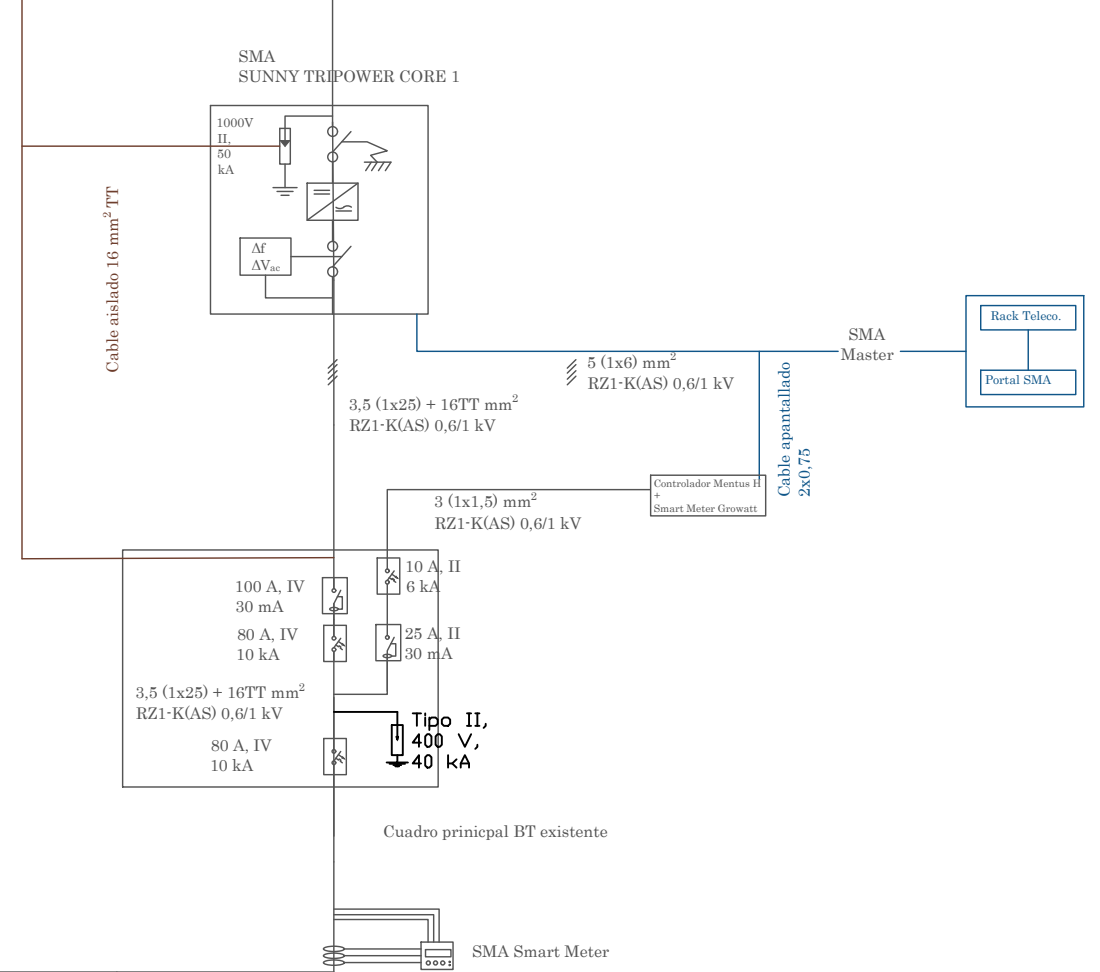 SMA
SUNNY TRIPOWER CORE 1
1000V
II,
50
kA
Δf
ΔVac
Cable aislado 16 mm² TT
SMA
Master
Rack Teleco.
Portal SMA
5 (1x6) mm²
RZ1-K(AS) 0,6/1 kV
Cable apantallado
2x0,75
3,5 (1x25) + 16TT mm²
RZ1-K(AS) 0,6/1 kV
Controlador Mentus H
+
Smart Meter Growatt
3 (1x1,5) mm²
RZ1-K(AS) 0,6/1 kV
10 A, II
6 kA
100 A, IV
30 mA
80 A, IV
10 kA
25 A, II
30 mA
3,5 (1x25) + 16TT mm²
RZ1-K(AS) 0,6/1 kV
Tipo II,
400 V,
40 kA
80 A, IV
10 kA
Cuadro prinicpal BT existente
SMA Smart Meter